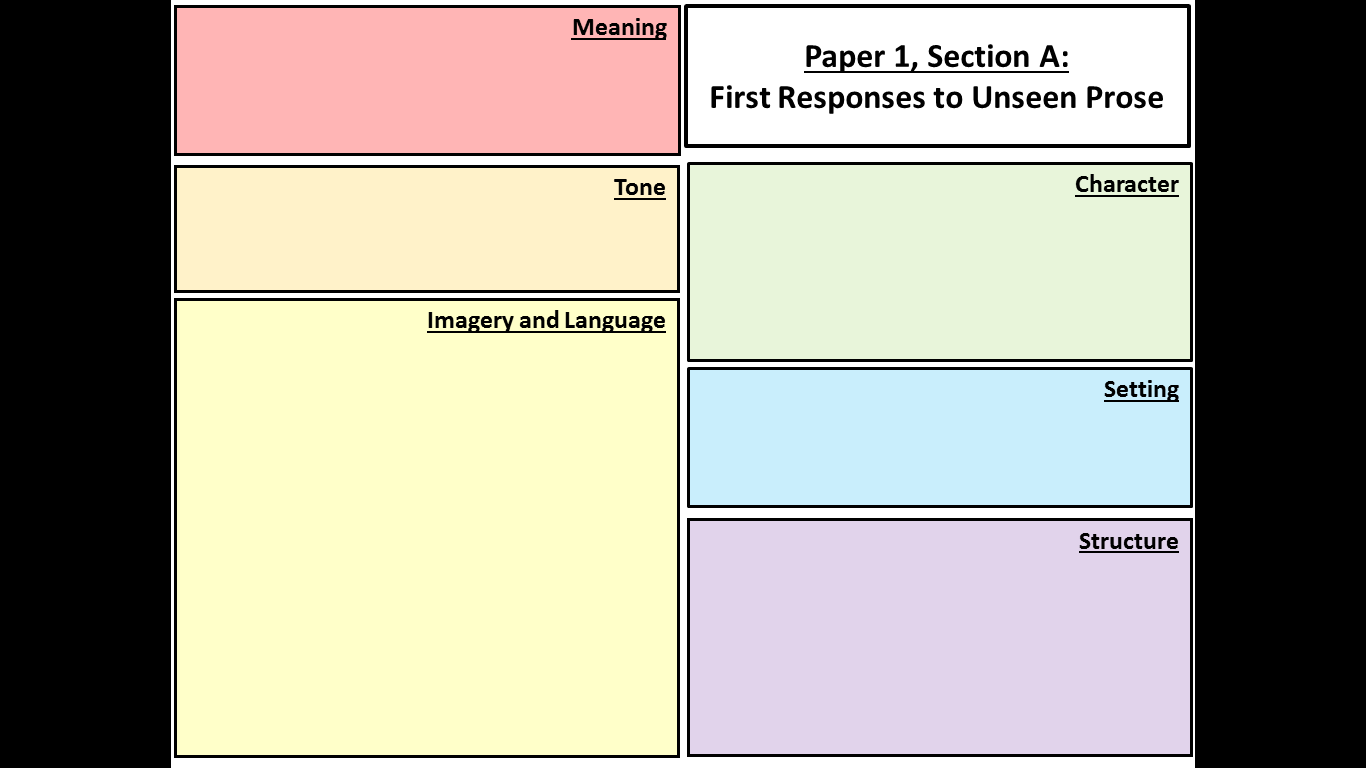 Meaning
Paper 1, Section A:
First Responses to Unseen Prose
Tone
Character
Imagery and Language
Setting
Structure